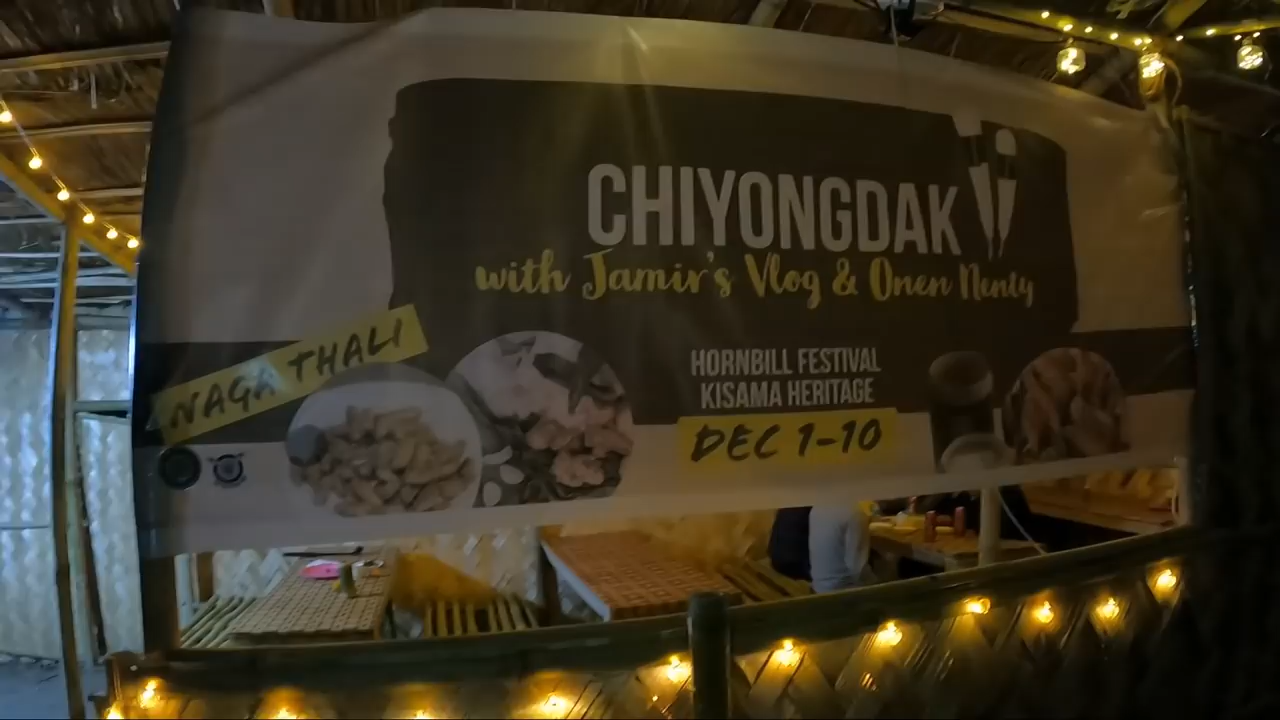 CHIYONGDAK
with Jamir's Vlog & Onen Nenty
NAGA THALI
HORNBILL FESTIVAL
KISAMA HERITAGE
DEC 1-10